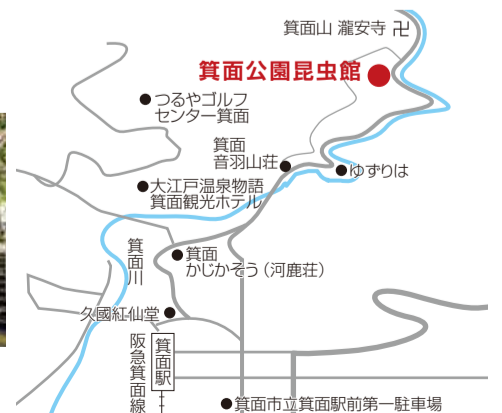 箕面山 瀧安寺 卍
箕面公園昆虫館
つるやゴルフ
センター箕面
箕面
音羽山荘
ゆずりは
大江戸温泉物語
箕面観光ホテル
箕面川
箕面
かじかそう(河鹿荘)
久國紅仙堂
箕面駅
阪急箕面線
箕面市立箕面駅前第一駐車場